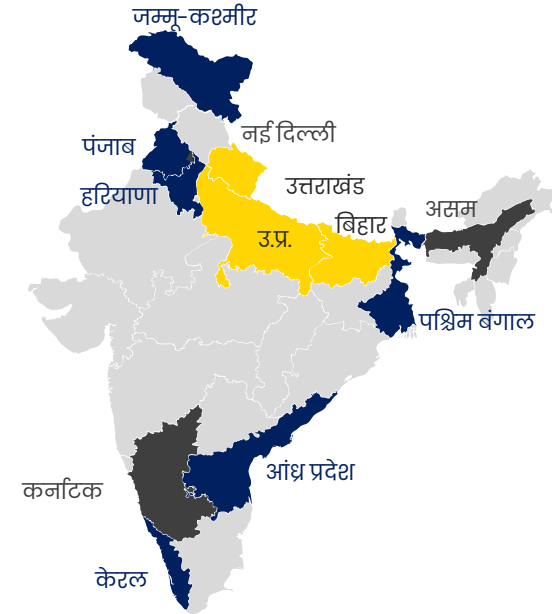 जम्मू-कश्मीर
नई दिल्ली
पंजाब
उत्तराखंड
हरियाणा
असम
बिहार
उ.प्र.
पश्चिम बंगाल
आंध्र प्रदेश
कर्नाटक
केरल